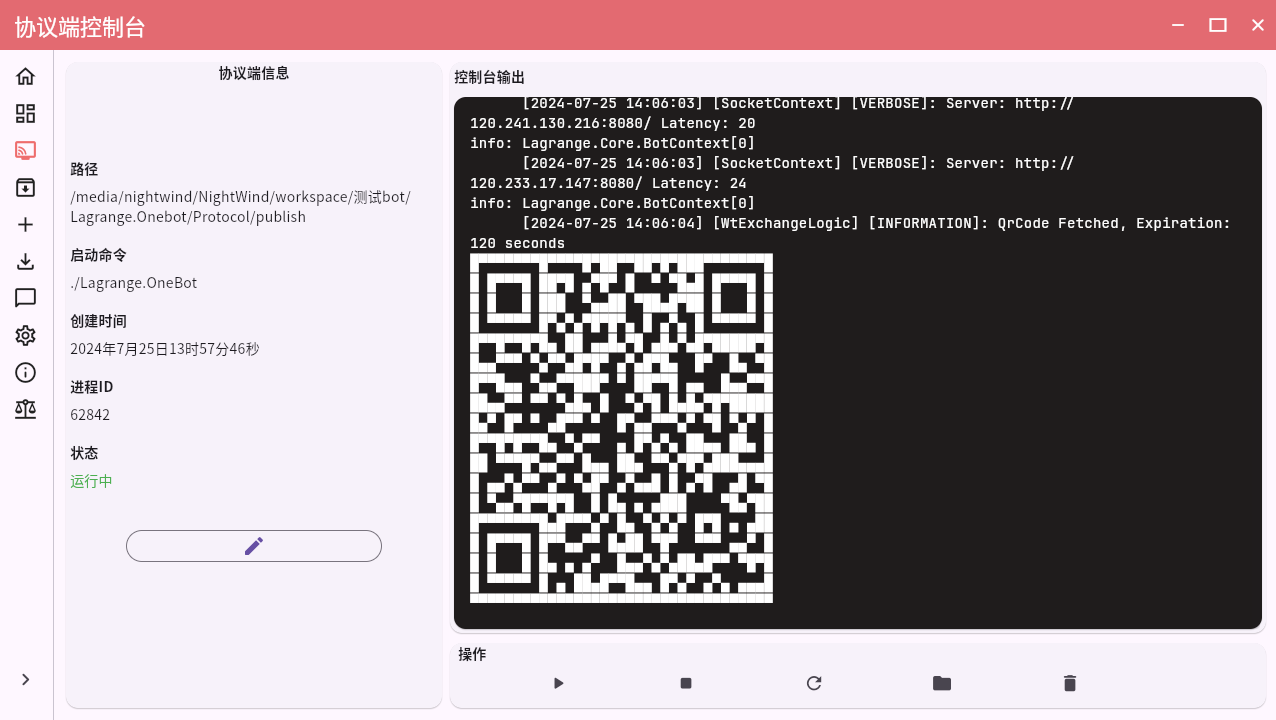 协议端控制台
协议端信息
路径
/media/nightwind/NightWind/workspace/测试bot/
Lagrange.Onebot/Protocol/publish
启动命令
./Lagrange.OneBot
创建时间
2024年7月25日13时57分46秒
进程ID
62842
状态
运行中
控制台输出
[2024-07-25 14:06:03] [SocketContext] [VERBOSE]: Server: http://
120.241.130.216:8080/ Latency: 20
info: Lagrange.Core.BotContext[0]
[2024-07-25 14:06:03] [SocketContext] [VERBOSE]: Server: http://
120.233.17.147:8080/ Latency: 24
info: Lagrange.Core.BotContext[0]
[2024-07-25 14:06:04] [WtExchangeLogic] [INFORMATION]: QrCode Fetched, Expiration:
120 seconds
操作